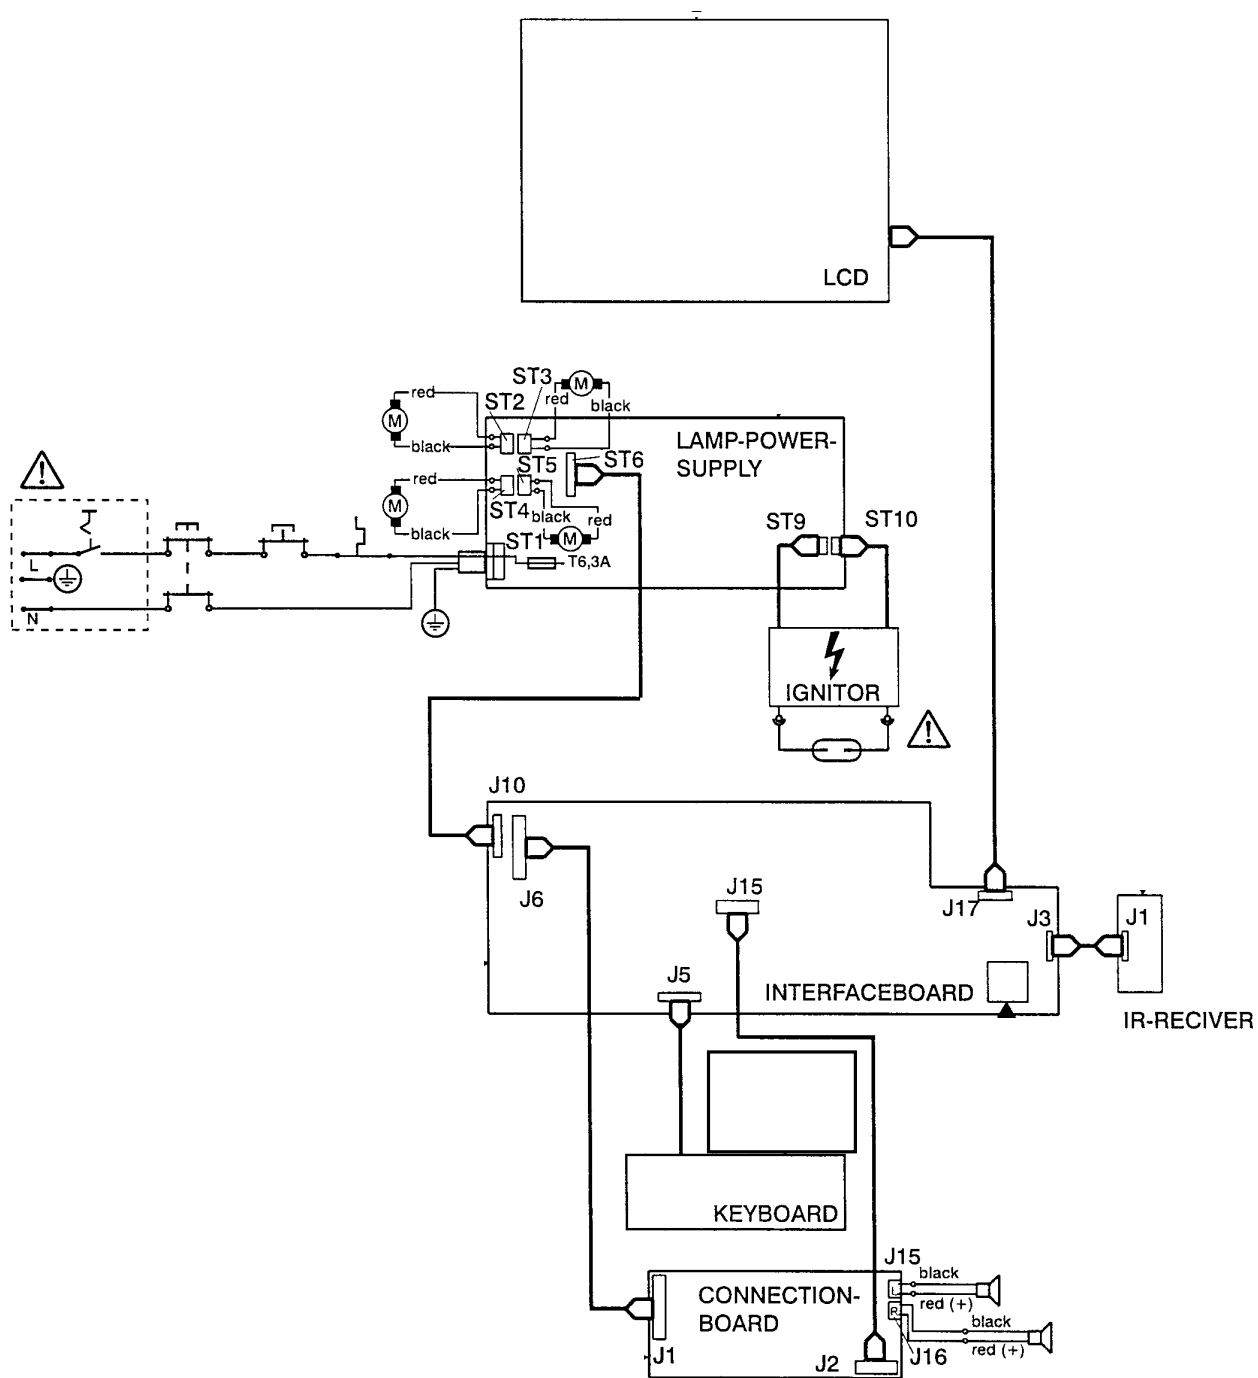 LCD
ST3
M
red
ST2
red
black
M
LAMP-POWER-
SUPPLY
black
ST6
ST5
red
M
ST4
black
red
black
ST1
M
T6,3A
ST9
ST10
!
L
N
IGNITOR
!
J10
J6
J15
J17
J3
J1
J5
INTERFACEBOARD
IR-RECIVER
KEYBOARD
J15
black
L
red (+)
CONNECTION-
BOARD
R
black
red (+)
J1
J2
J16